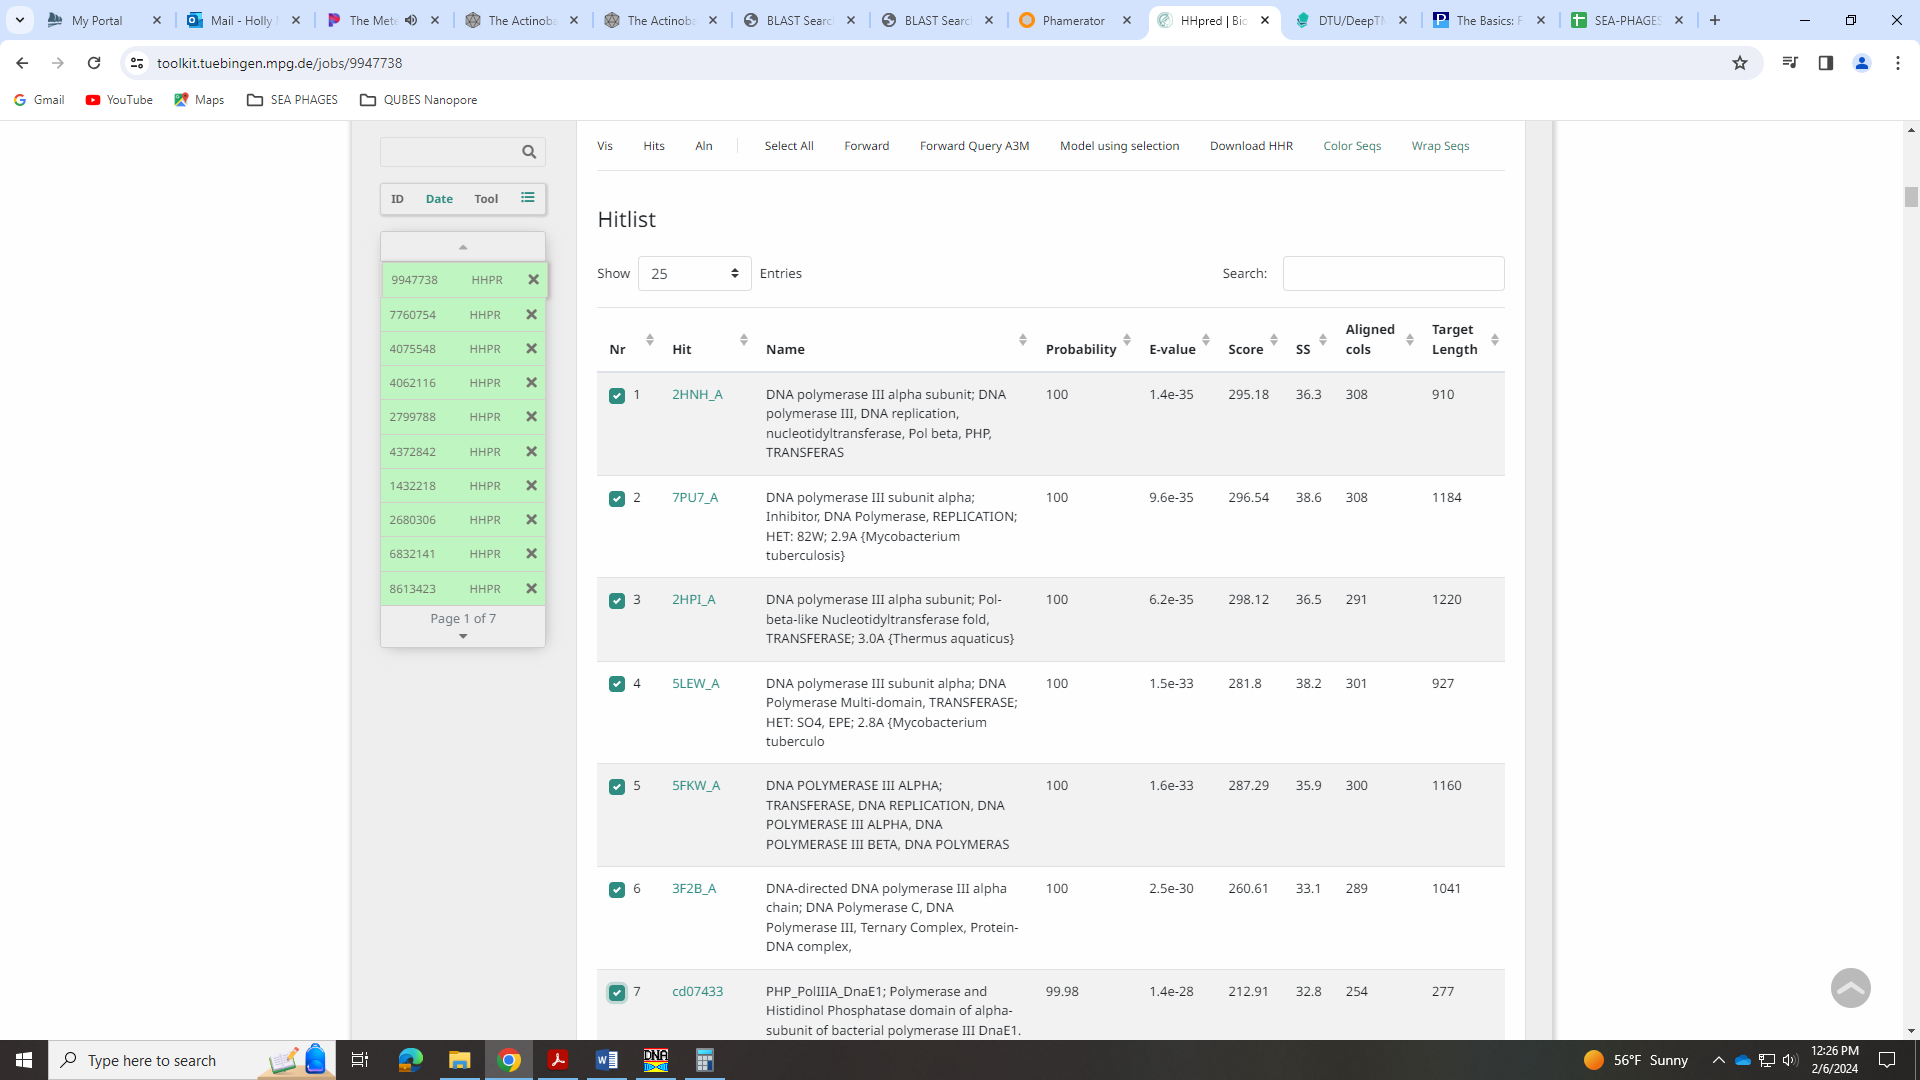 My Portal
Mail - Holly
The Mete
The Actinoba
The Actinoba
BLAST Searc
BLAST Searc
Phamerator
HHpred | Bio
DTU/DeepTM
The Basics: F
SEA-PHAGES
toolkit.tuebingen.mpg.de/jobs/9947738
Gmail
YouTube
Maps
SEA PHAGES
QUBES Nanopore
Vis Hits Aln Select All Forward Forward Query A3M Model using selection Download HHR Color Seqs Wrap Seqs
ID Date Tool
9947738 HHPR
7760754 HHPR
4075548 HHPR
4062116 HHPR
2799788 HHPR
4372842 HHPR
1432218 HHPR
2680306 HHPR
6832141 HHPR
8613423 HHPR
Page 1 of 7
Hitlist
Show 25 Entries Search:
Nr Hit Name Probability E-value Score SS Aligned cols Target Length
1 2HNH_A DNA polymerase III alpha subunit; DNA 100 1.4e-35 295.18 36.3 308 910
polymerase III, DNA replication,
nucleotidyltransferase, Pol beta, PHP,
TRANSFERAS
2 7PU7_A DNA polymerase III subunit alpha; 100 9.6e-35 296.54 38.6 308 1184
Inhibitor, DNA Polymerase, REPLICATION;
HET: 82W; 2.9A {Mycobacterium
tuberculosis}
3 2HPI_A DNA polymerase III alpha subunit; Pol- 100 6.2e-35 298.12 36.5 291 1220
beta-like Nucleotidyltransferase fold,
TRANSFERASE; 3.0A {Thermus aquaticus}
4 5LEW_A DNA polymerase III subunit alpha; DNA 100 1.5e-33 281.8 38.2 301 927
Polymerase Multi-domain, TRANSFERASE;
HET: SO4, EPE; 2.8A {Mycobacterium
tuberculo
5 5FKW_A DNA POLYMERASE III ALPHA; 100 1.6e-33 287.29 35.9 300 1160
TRANSFERASE, DNA REPLICATION, DNA
POLYMERASE III ALPHA, DNA
POLYMERASE III BETA, DNA POLYMERAS
6 3F2B_A DNA-directed DNA polymerase III alpha 100 2.5e-30 260.61 33.1 289 1041
chain; DNA Polymerase C, DNA
Polymerase III, Ternary Complex, Protein-
DNA complex,
7 cd07433 PHP_PolIIIA_DnaE1; Polymerase and 99.98 1.4e-28 212.91 32.8 254 277
Histidinol Phosphatase domain of alpha-
subunit of bacterial polymerase III DnaE1.
Type here to search
DNA
56°F Sunny
12:26 PM
2/6/2024